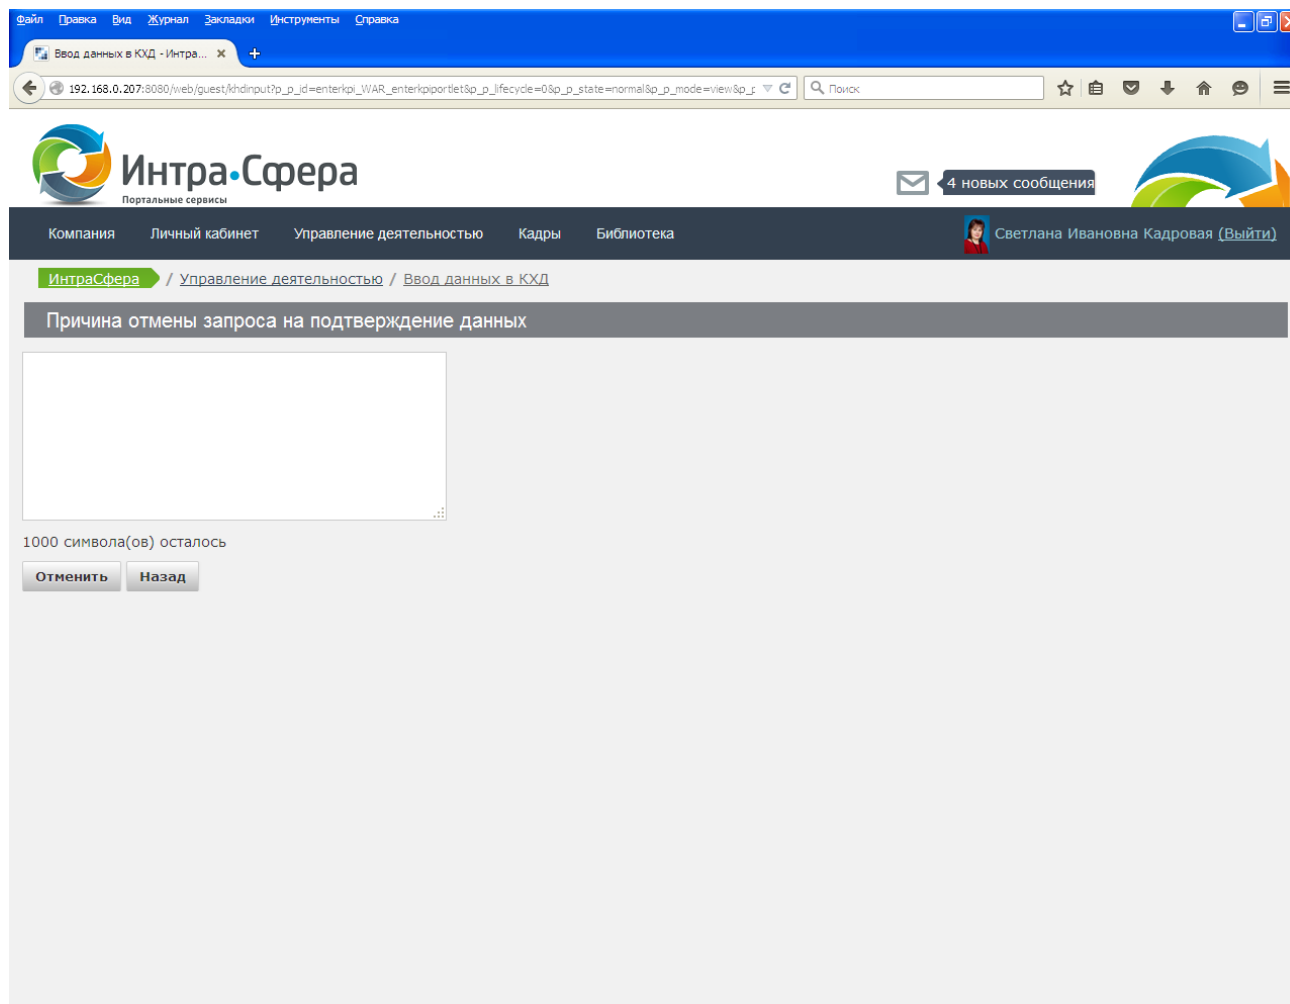 Файл Правка Вид Журнал Закладки Инструменты Справка
Ввод данных в КХД - Интра... × +
192.168.0.207:8080/web/guest/khdinput?p_p_id=enterkpi_WAR_enterkpiportlet&p_p_lifecycle=0&p_p_state=normal&p_p_mode=view&p_p Поиск
Интра•Сфера
Портальные сервисы
4 новых сообщения
Компания Личный кабинет Управление деятельностью Кадры Библиотека Светлана Ивановна Кадровая (Выйти)
ИнтраСфера / Управление деятельностью / Ввод данных в КХД
Причина отмены запроса на подтверждение данных
1000 символа(ов) осталось
Отменить Назад